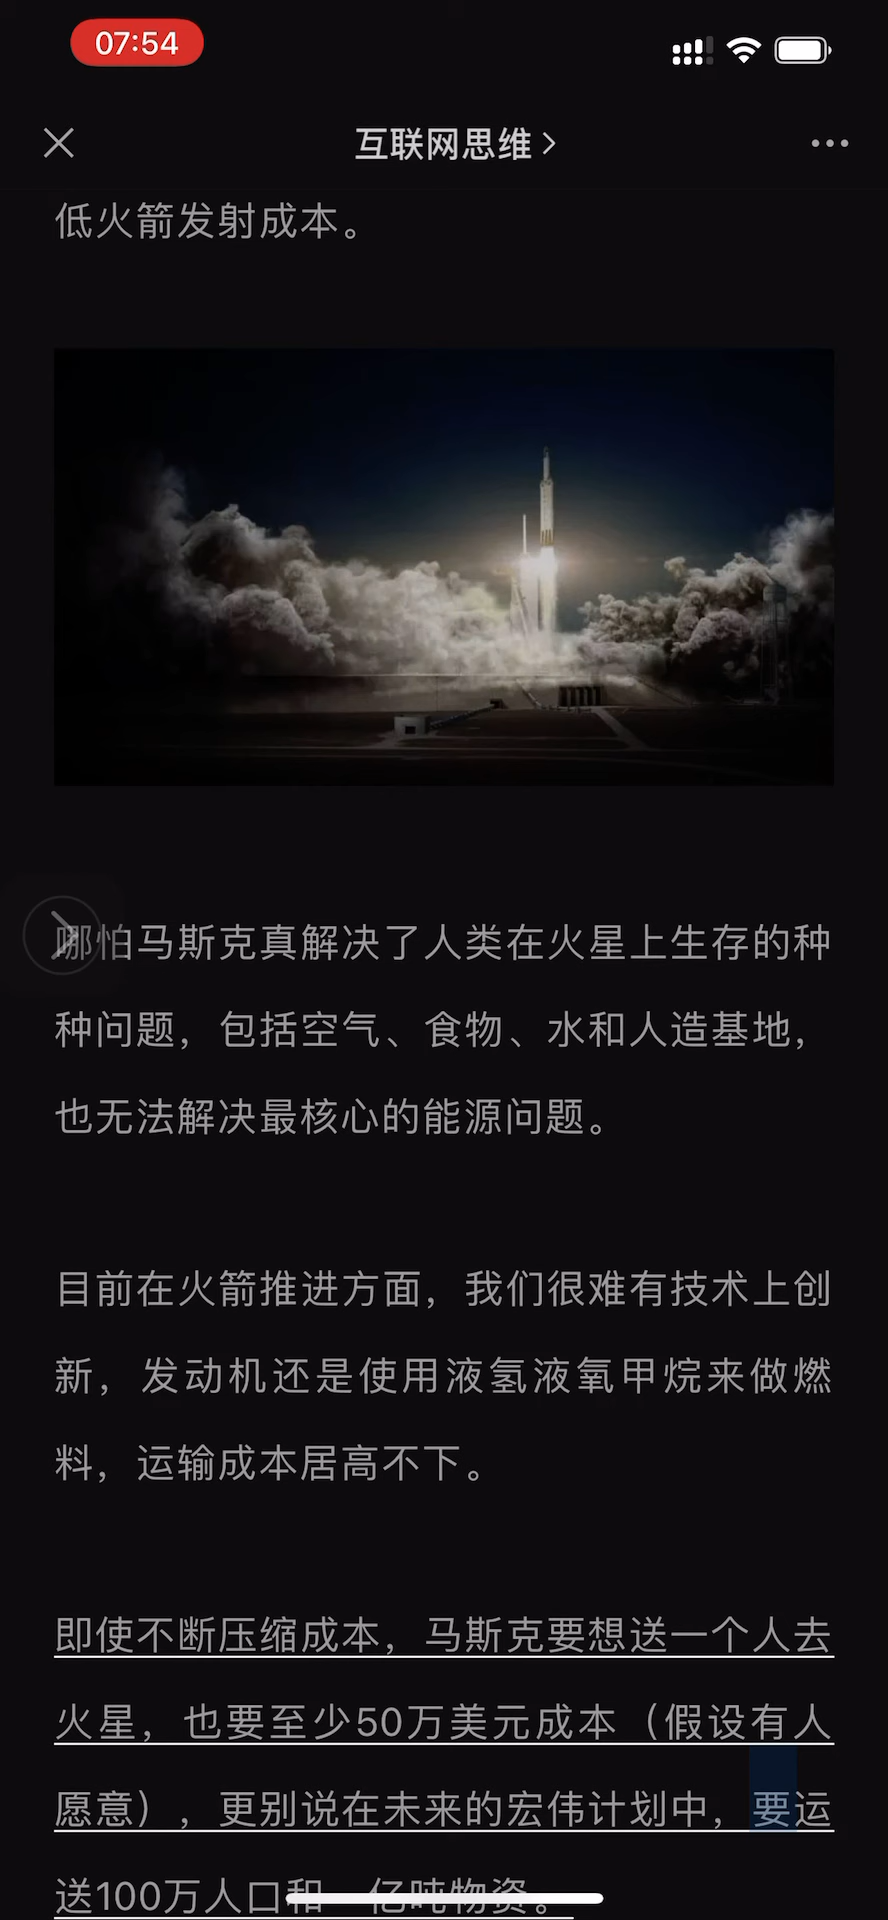 07:54
互联网思维
低火箭发射成本。
哪怕马斯克真解决了人类在火星上生存的种
种问题，包括空气、食物、水和人造基地，
也无法解决最核心的能源问题。
目前在火箭推进方面，我们很难有技术上创
新，发动机还是使用液氢液氧甲烷来做燃
料，运输成本居高不下。
即使不断压缩成本，马斯克要想送一个人去
火星，也要至少50万美元成本（假设有人
愿意），更别说在未来的宏伟计划中，要运
送100万人口和一亿吨物资。